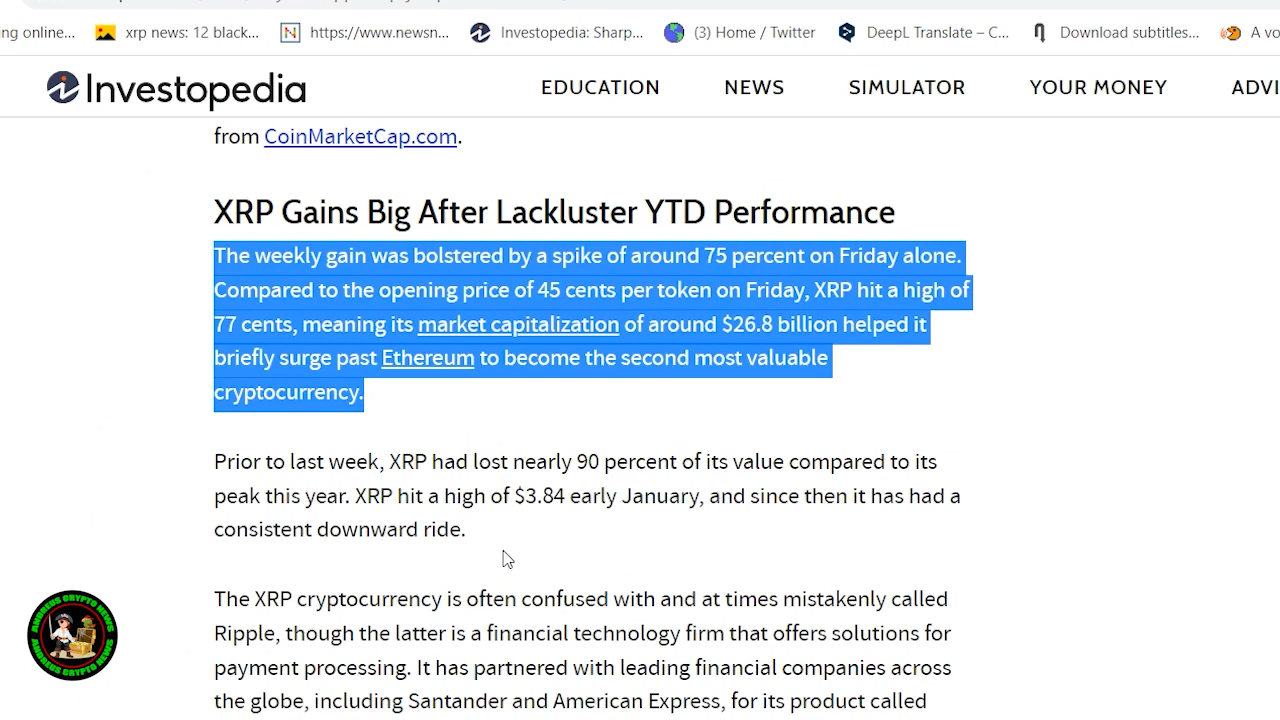 ng online...
xrp news: 12 black...
https://www.newsn...
Investopedia: Sharp...
(3) Home / Twitter
DeepL Translate – C...
Download subtitles...
A vo
Investopedia
EDUCATION
NEWS
SIMULATOR
YOUR MONEY
ADVI
from CoinMarketCap.com.
XRP Gains Big After Lackluster YTD Performance
The weekly gain was bolstered by a spike of around 75 percent on Friday alone.
Compared to the opening price of 45 cents per token on Friday, XRP hit a high of
77 cents, meaning its market capitalization of around $26.8 billion helped it
briefly surge past Ethereum to become the second most valuable
cryptocurrency.
Prior to last week, XRP had lost nearly 90 percent of its value compared to its
peak this year. XRP hit a high of $3.84 early January, and since then it has had a
consistent downward ride.
The XRP cryptocurrency is often confused with and at times mistakenly called
Ripple, though the latter is a financial technology firm that offers solutions for
payment processing. It has partnered with leading financial companies across
the globe, including Santander and American Express, for its product called
ANDREUS CRYPTO NEWS
ANDREUS CRYPTO NEWS